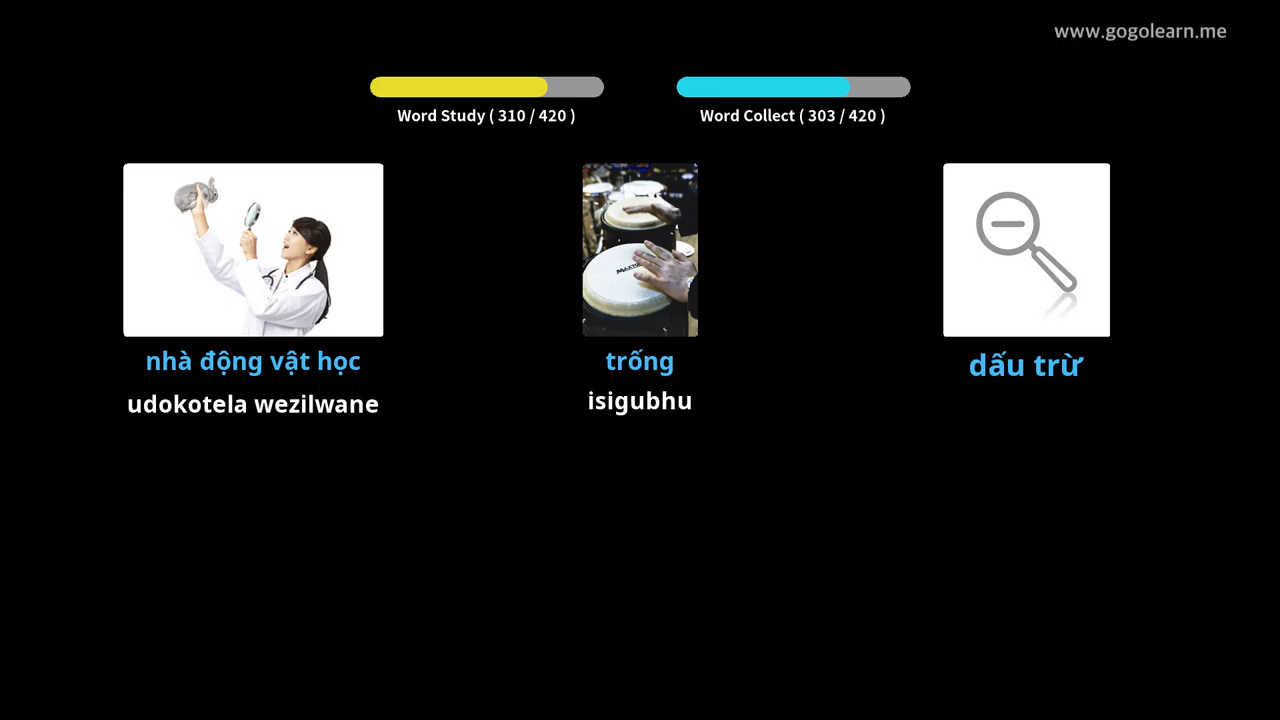 www.gogolearn.me
Word Study ( 310 / 420 )
Word Collect ( 303 / 420 )
nhà động vật học
trống
dấu trừ
udokotela wezilwane
isigubhu